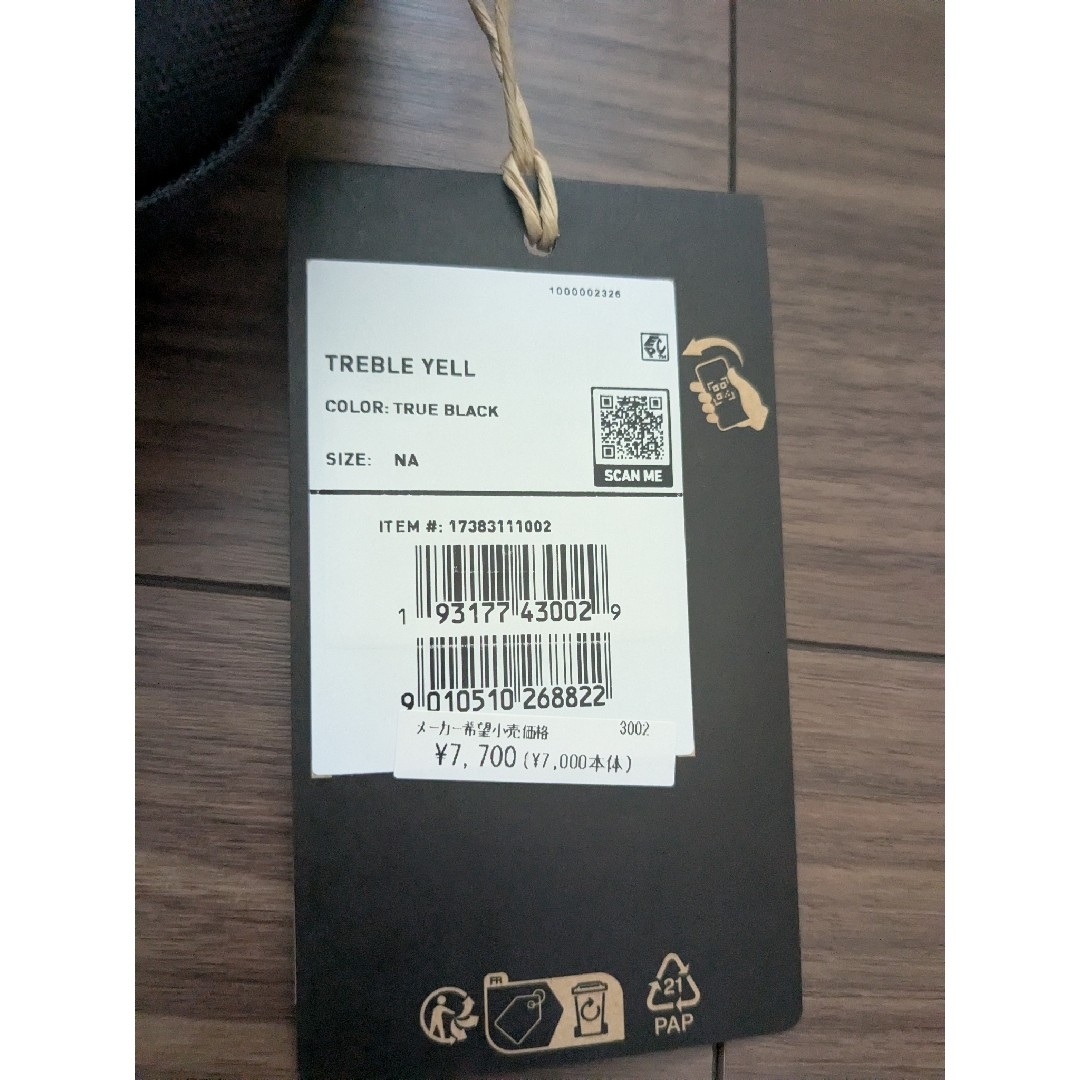 1000002326
TREBLE YELL
COLOR: TRUE BLACK
SIZE: NA
SCAN ME
ITEM #: 17383111002
1 93177 43002 9
9 010510 268822
メーカー希望小売価格 3002
¥7,700 (¥7,000本体)
FR
21
PAP